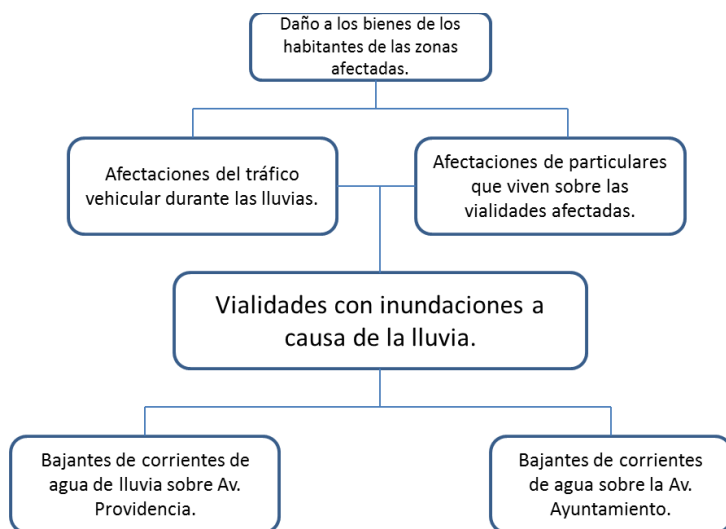 Daño a los bienes de los
habitantes de las zonas
afectadas.
Afectaciones del tráfico
vehicular durante las lluvias.
Afectaciones de particulares
que viven sobre las
vialidades afectadas.
Vialidades con inundaciones a
causa de la lluvia.
Bajantes de corrientes de
agua de lluvia sobre Av.
Providencia.
Bajantes de corrientes
de agua sobre la Av.
Ayuntamiento.